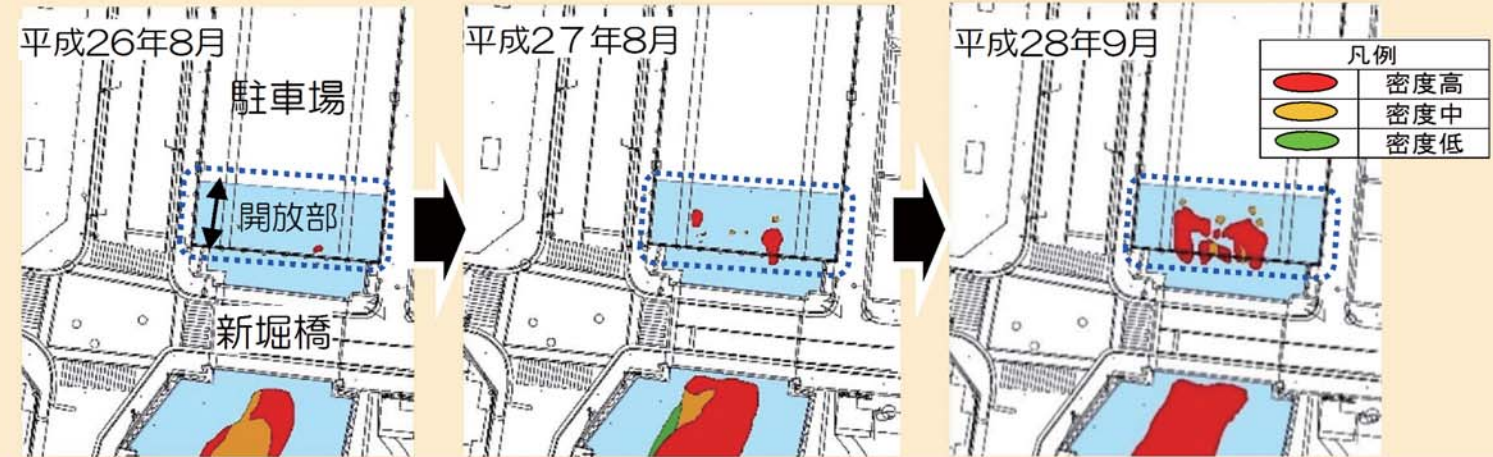 平成26年8月
平成27年8月
平成28年9月
凡例
密度高
密度中
密度低
駐車場
開放部
新堀橋